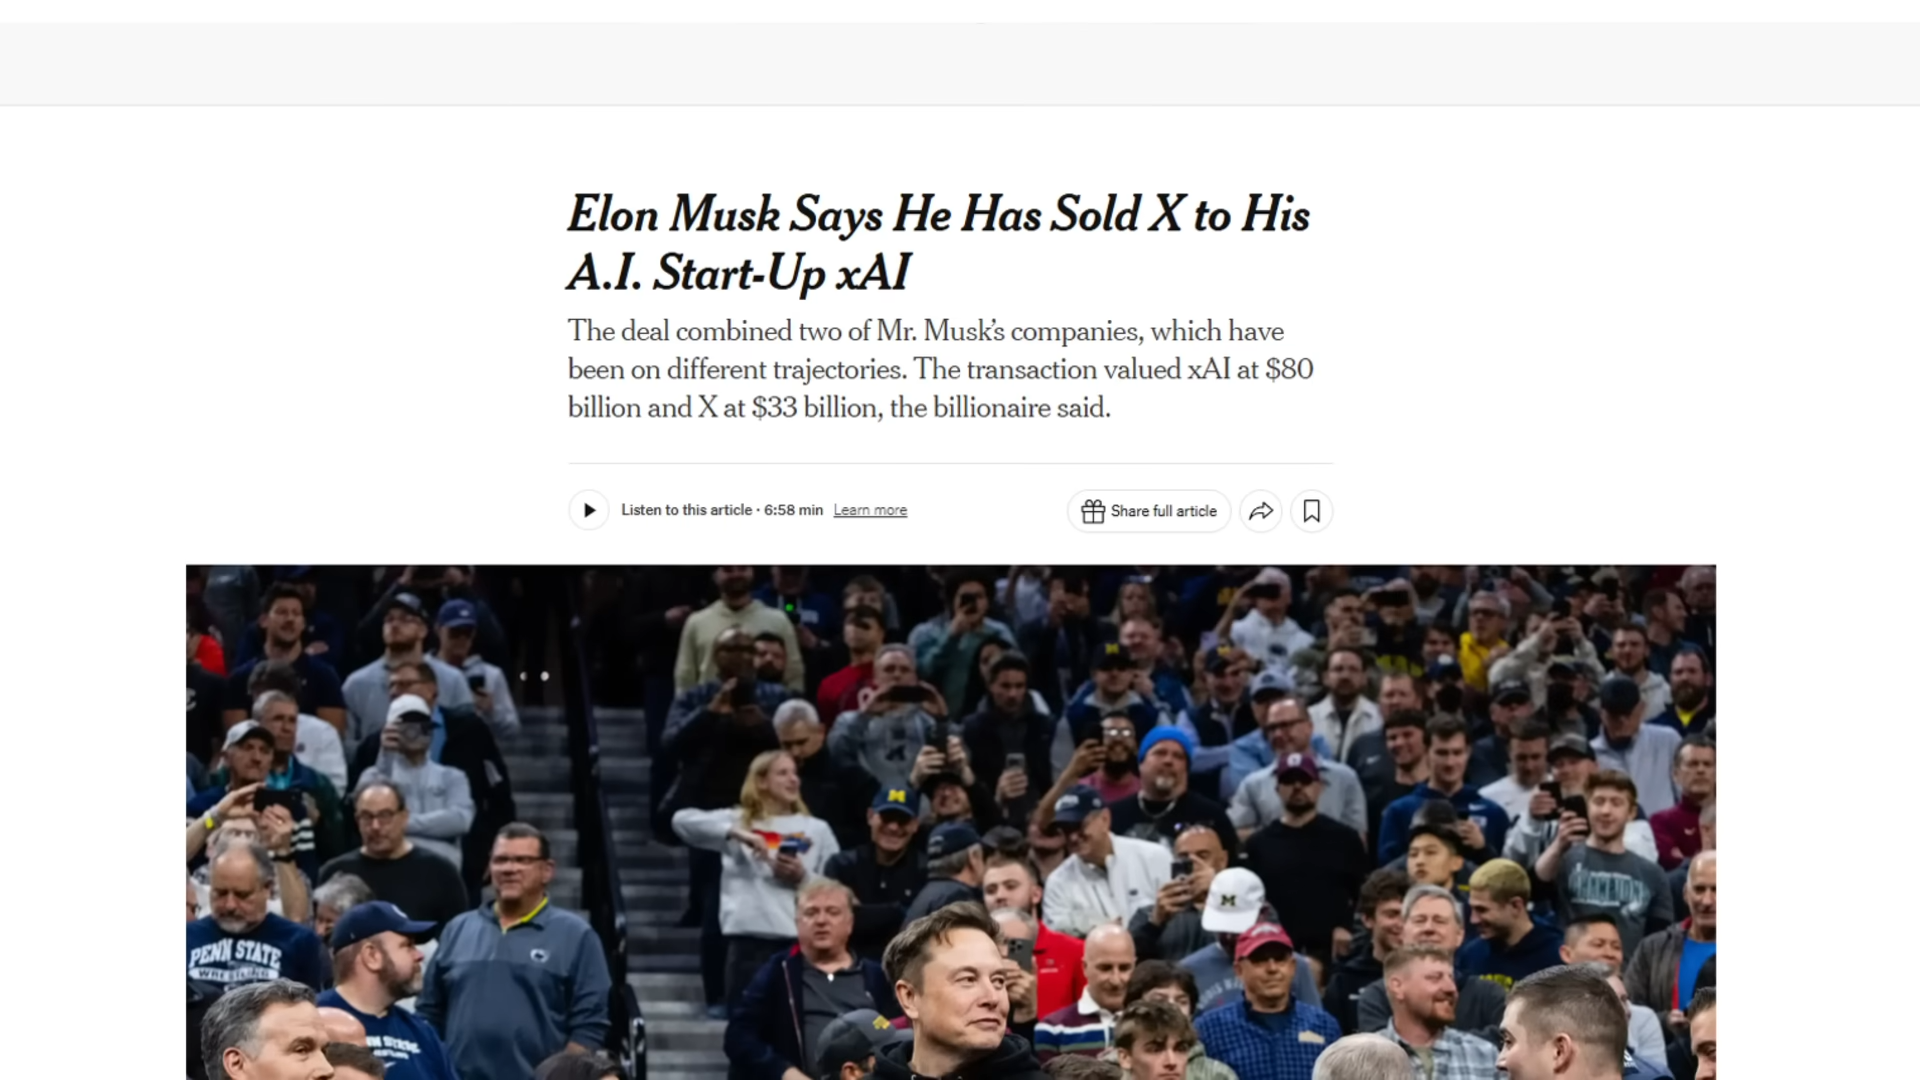 Elon Musk Says He Has Sold X to His
A.I. Start-Up xAI
The deal combined two of Mr. Musk's companies, which have
been on different trajectories. The transaction valued xAI at $80
billion and X at $33 billion, the billionaire said.
Listen to this article · 6:58 min Learn more
Share full article
M
M
M
PENN STATE
WRESTLING